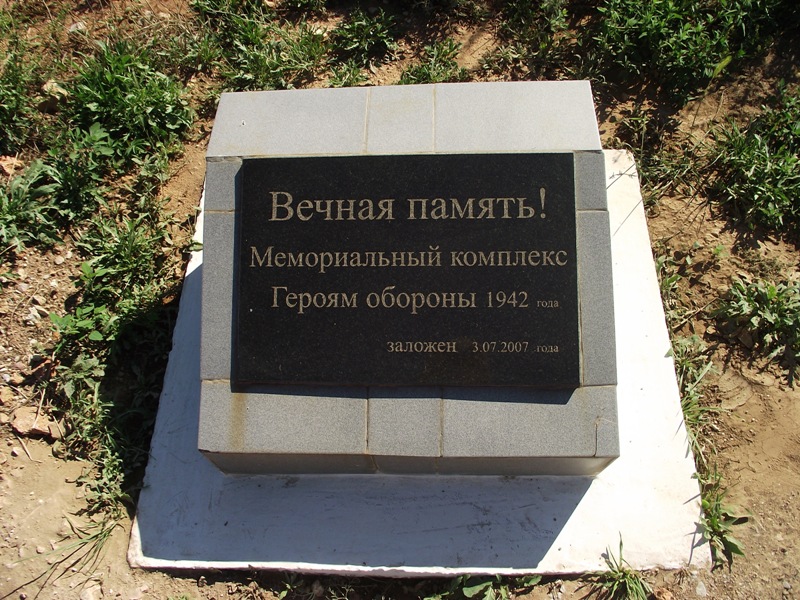 Вечная память!
Мемориальный комплекс
Героям обороны 1942 года
заложен 3.07.2007 года